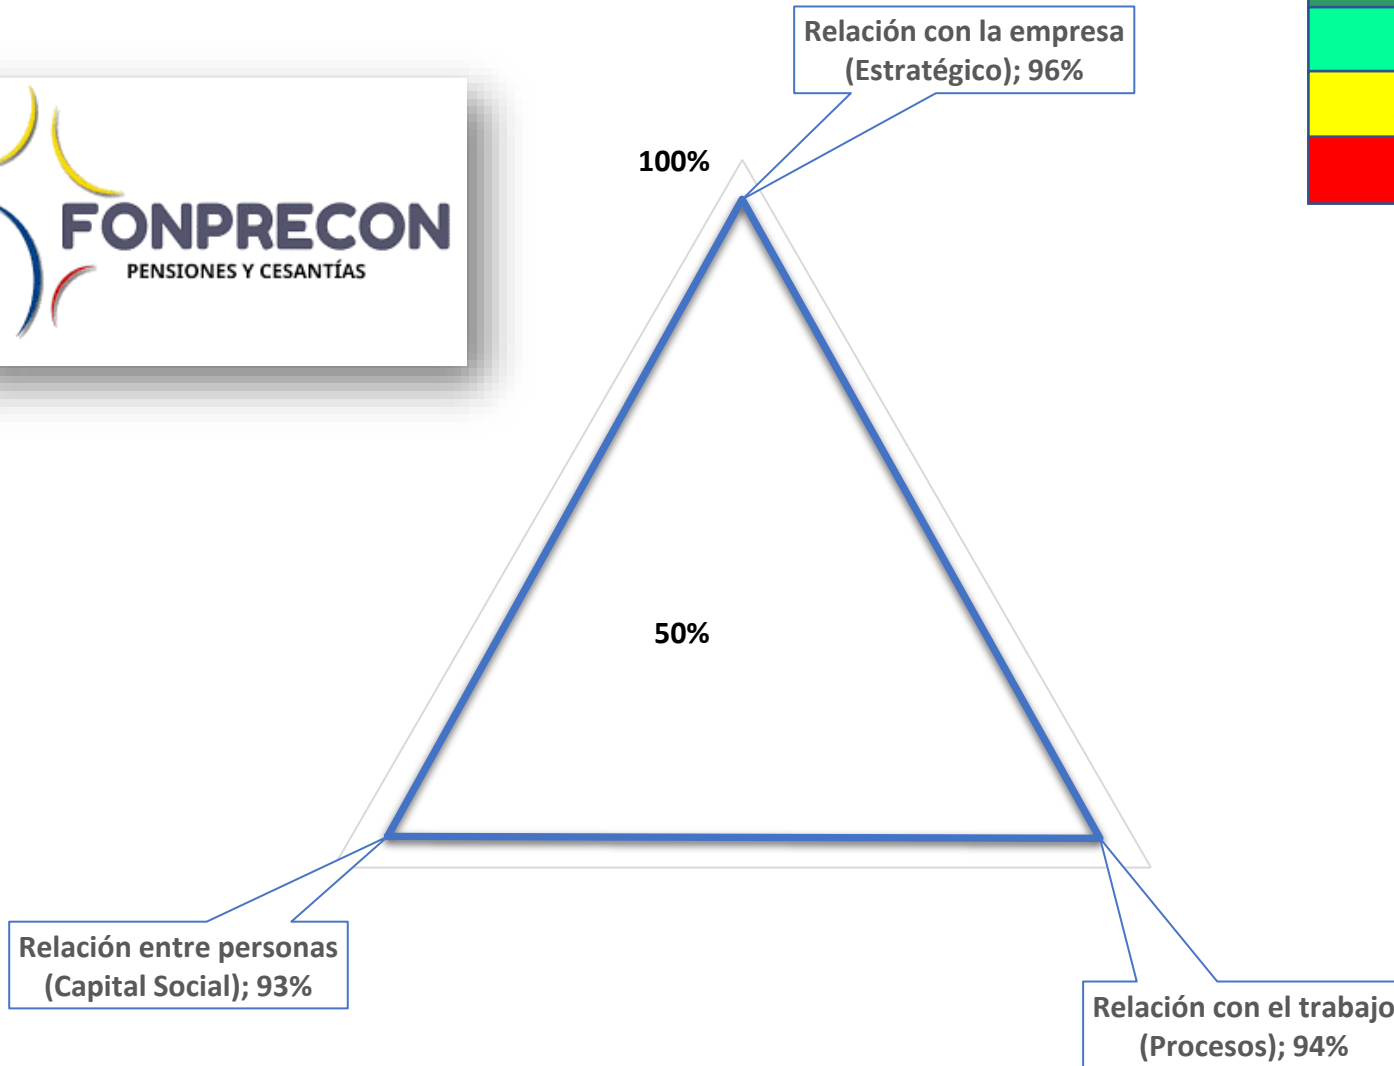 Relación con la empresa
(Estratégico); 96%
100%
FONPRECON
PENSIONES Y CESANTÍAS
50%
Relación entre personas
(Capital Social); 93%
Relación con el trabajo
(Procesos); 94%